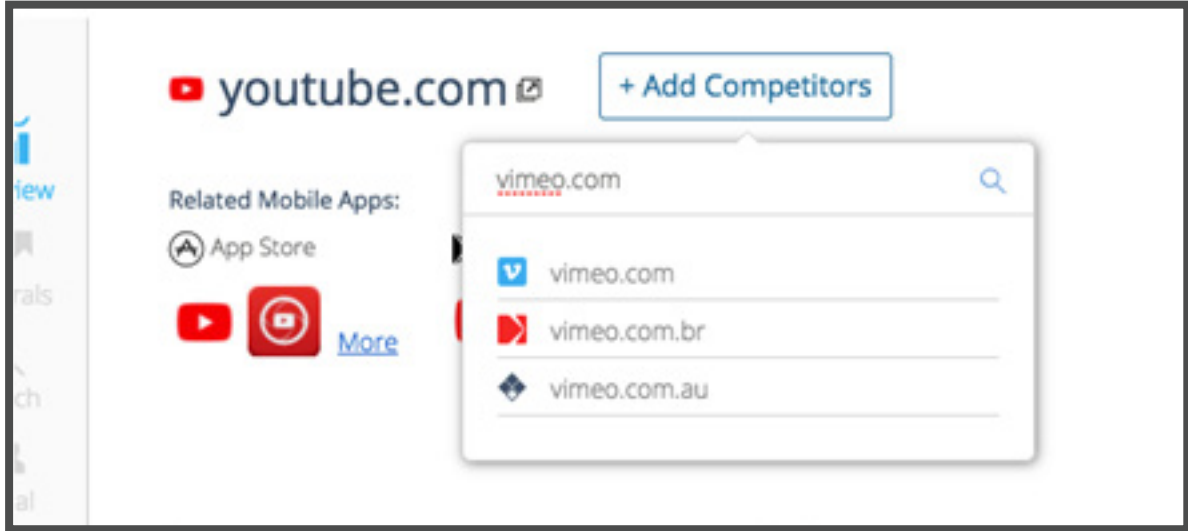 youtube.com
+ Add Competitors
vimeo.com
Related Mobile Apps:
App Store
More
vimeo.com
vimeo.com.br
vimeo.com.au